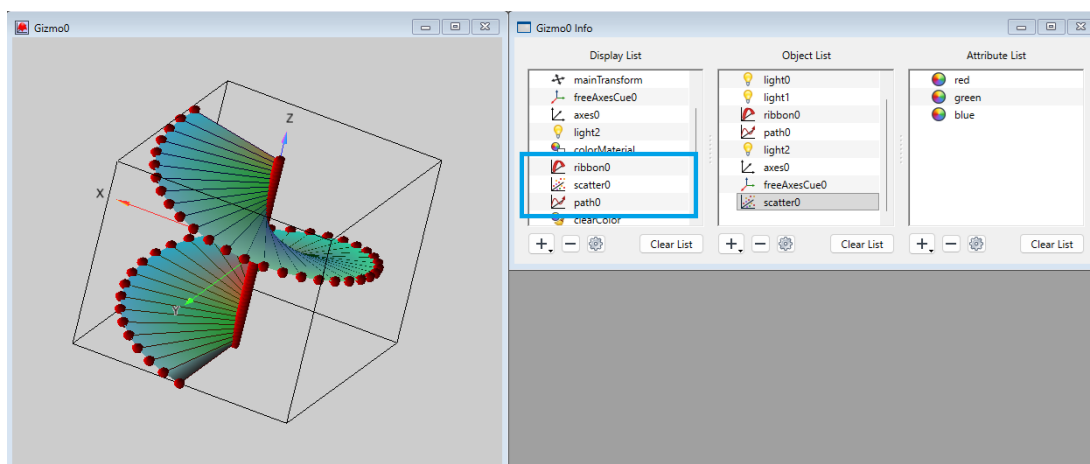 Gizmo0
Z
X
Y
Gizmo0 Info
Display List
mainTransform
freeAxesCue0
axes0
light2
colorMaterial
ribbon0
scatter0
path0
clearColor
Clear List
Object List
light0
light1
ribbon0
path0
light2
axes0
freeAxesCue0
scatter0
Clear List
Attribute List
red
green
blue
Clear List